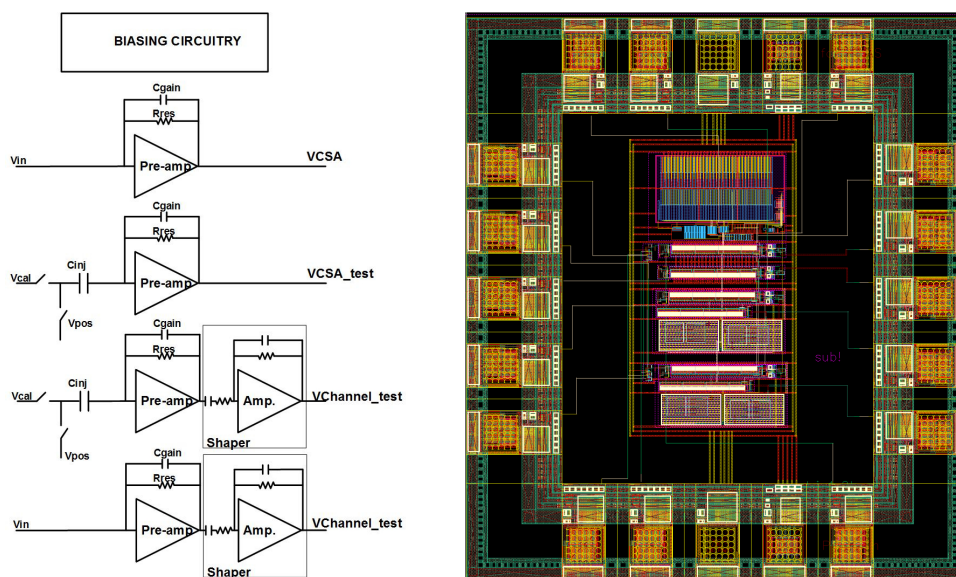 BIASING CIRCUITRY
Cgain
Rres
Vin
Pre-amp
VCSA
Cgain
Rres
Vcal
Cinj
Pre-amp
VCSA_test
Vpos
Cgain
Rres
Vcal
Cinj
Pre-amp
Amp.
VChannel_test
Vpos
Shaper
Cgain
Rres
Vin
Pre-amp
Amp.
VChannel_test
Shaper
sub!